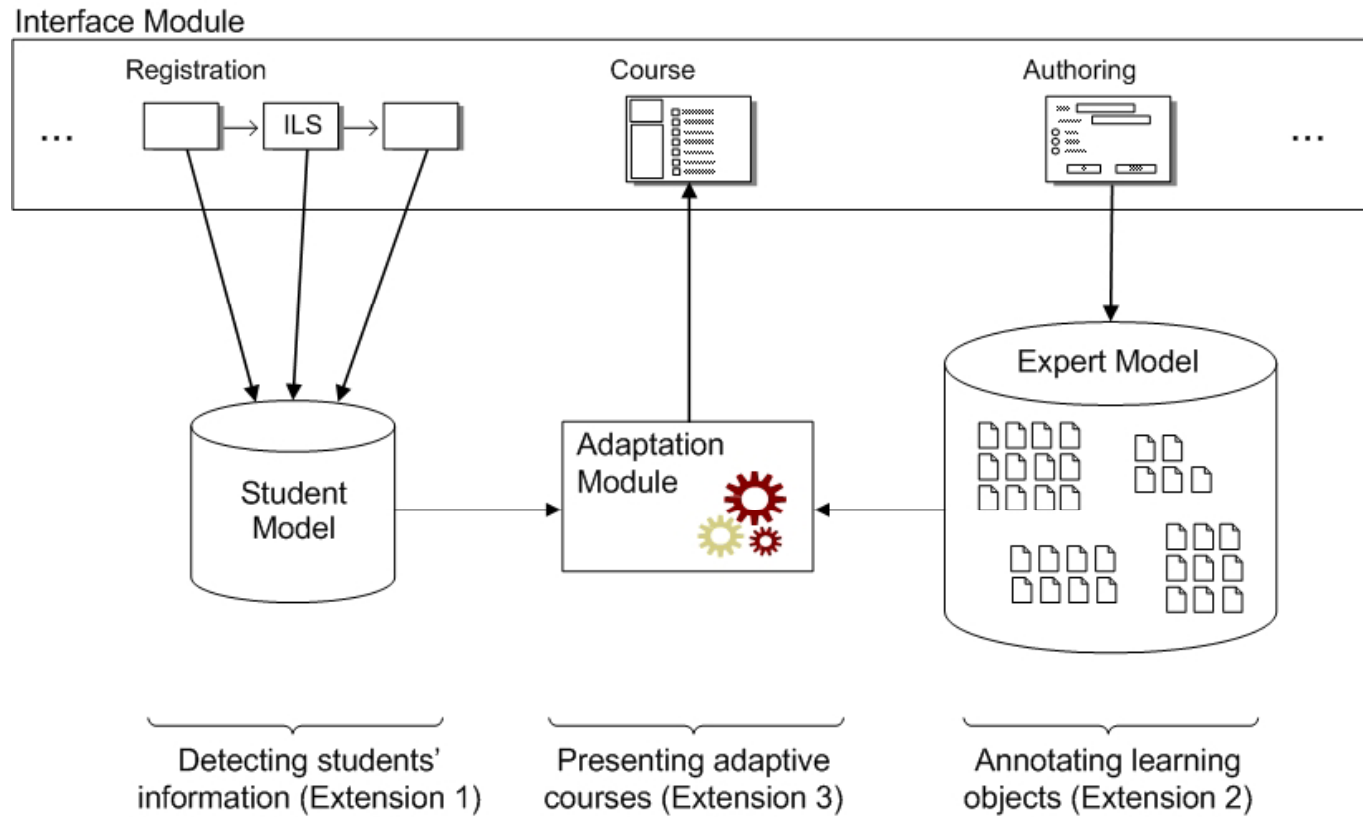 Interface Module
Registration
Course
Authoring
...
ILS
...
Expert Model
Adaptation
Module
Student
Model
Detecting students'
information (Extension 1)
Presenting adaptive
courses (Extension 3)
Annotating learning
objects (Extension 2)